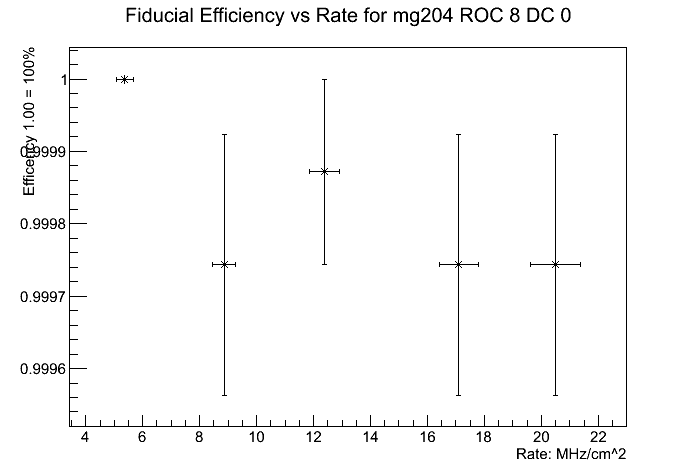 Fiducial Efficiency vs Rate for mg204 ROC 8 DC 0
Efficency 1.00 = 100%
1
0.9999
0.9998
0.9997
0.9996
4 6 8 10 12 14 16 18 20 22
Rate: MHz/cm^2